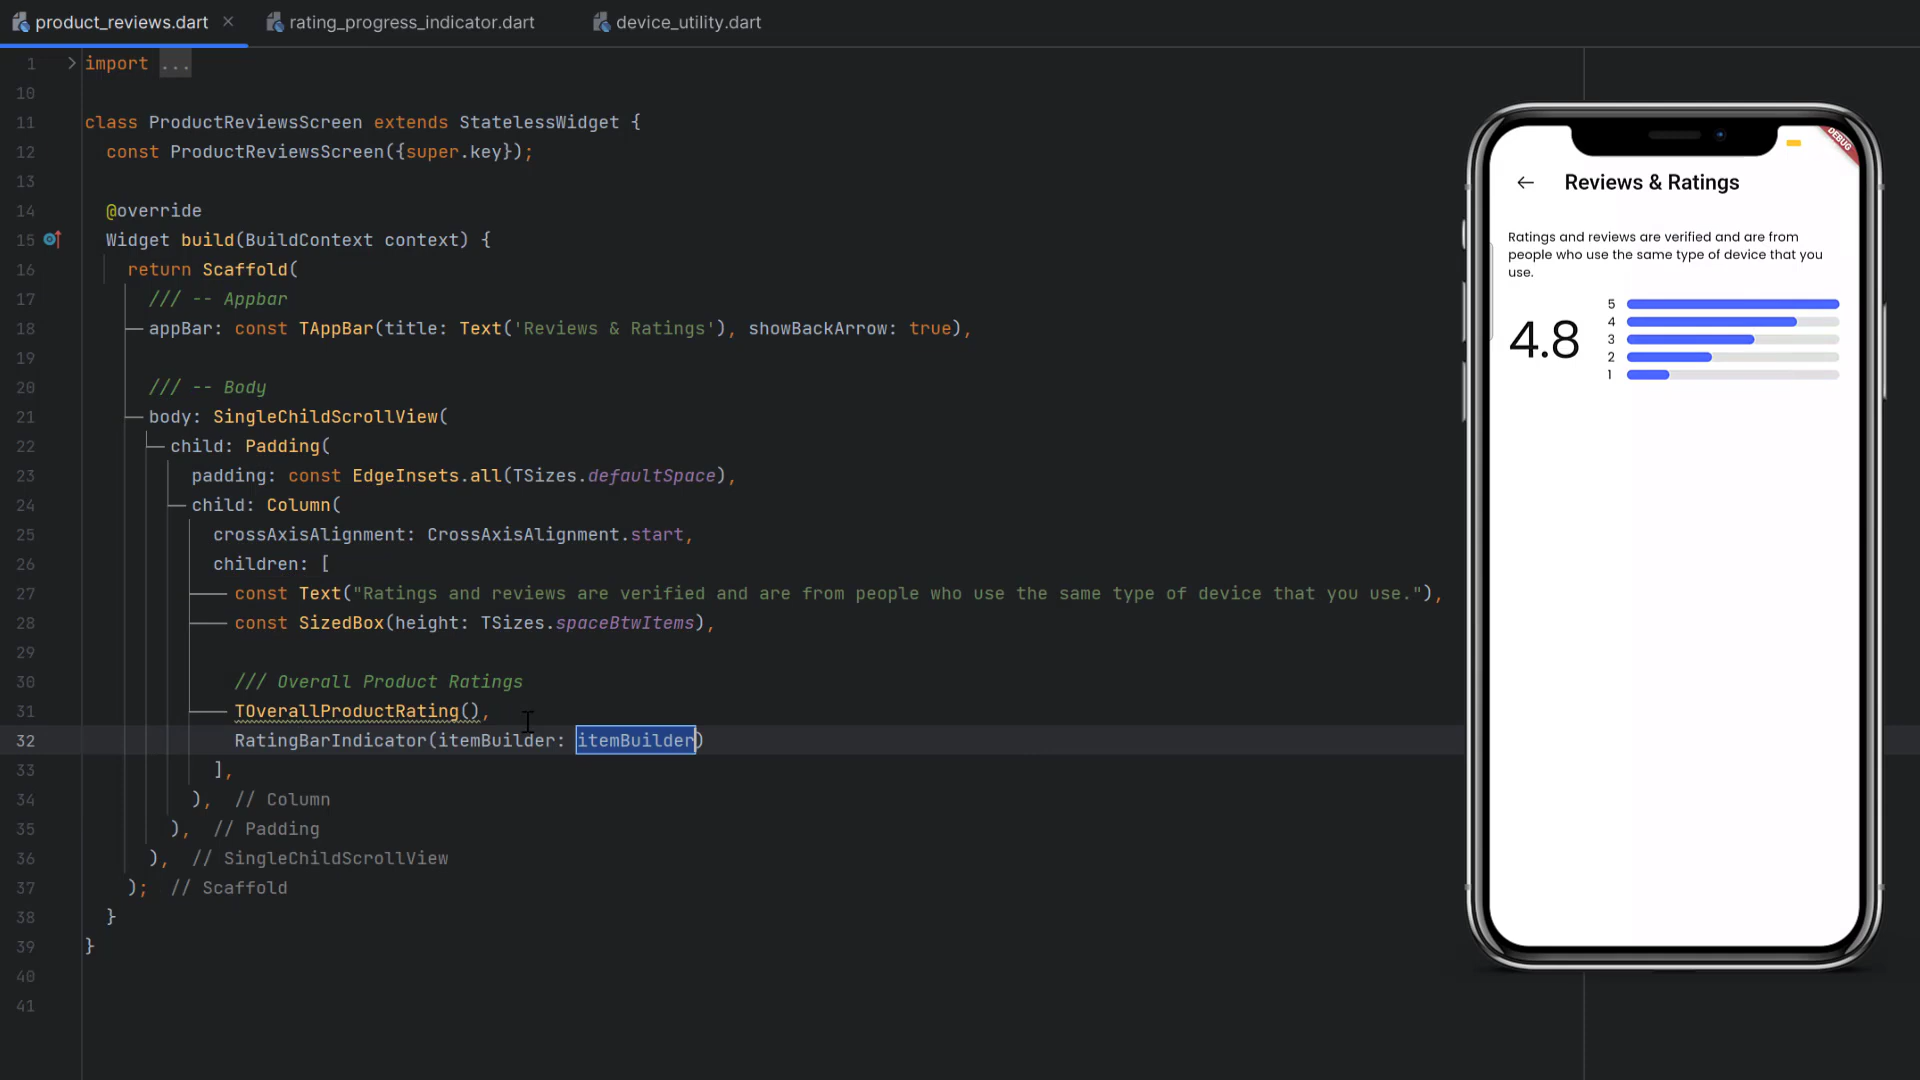 product_reviews.dart
rating_progress_indicator.dart
device_utility.dart
1 import ...
10
11 class ProductReviewsScreen extends StatelessWidget {
12 const ProductReviewsScreen({super.key});
13
14 @override
15 Widget build(BuildContext context) {
16 return Scaffold(
17 /// -- Appbar
18 appBar: const TAppBar(title: Text('Reviews & Ratings'), showBackArrow: true),
19
20 /// -- Body
21 body: SingleChildScrollView(
22 child: Padding(
23 padding: const EdgeInsets.all(TSizes.defaultSpace),
24 child: Column(
25 crossAxisAlignment: CrossAxisAlignment.start,
26 children: [
27 const Text("Ratings and reviews are verified and are from people who use the same type of device that you use."),
28 const SizedBox(height: TSizes.spaceBtwItems),
29
30 /// Overall Product Ratings
31 TOverallProductRating(),
32 RatingBarIndicator(itemBuilder: itemBuilder)
33 ],
34 ), // Column
35 ), // Padding
36 ), // SingleChildScrollView
37 ); // Scaffold
38 }
39 }
40
41
DEBUG
Reviews & Ratings
Ratings and reviews are verified and are from
people who use the same type of device that you
use.
4.8
5
4
3
2
1